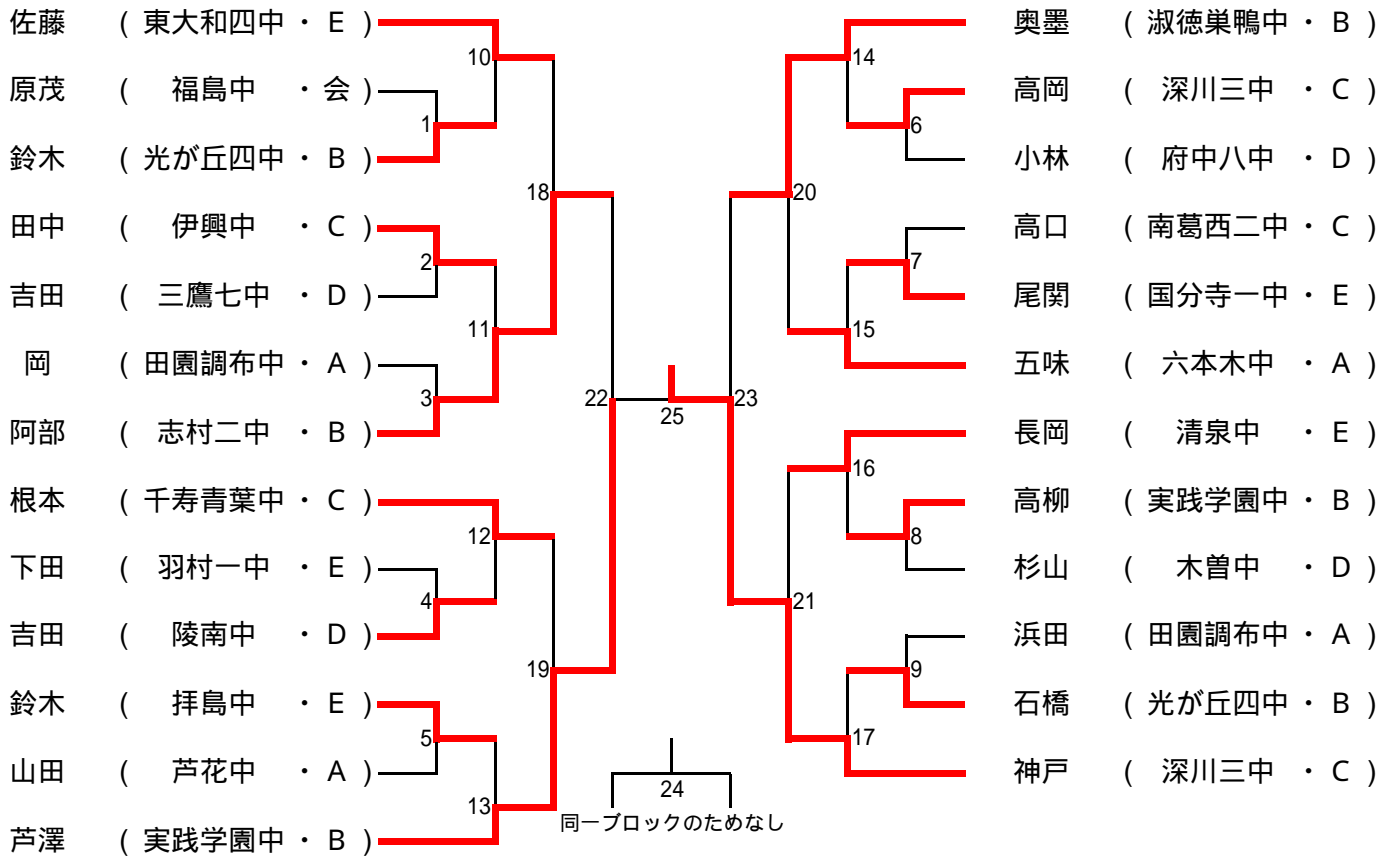 佐藤 ( 東大和四中 ・ E )
原茂 ( 福島中 ・ 会 )
鈴木 ( 光が丘四中 ・ B )
田中 ( 伊興中 ・ C )
吉田 ( 三鷹七中 ・ D )
岡 ( 田園調布中 ・ A )
阿部 ( 志村二中 ・ B )
根本 ( 千寿青葉中 ・ C )
下田 ( 羽村一中 ・ E )
吉田 ( 陵南中 ・ D )
鈴木 ( 拝島中 ・ E )
山田 ( 芦花中 ・ A )
芦澤 ( 実践学園中 ・ B )
10
1
2
11
3
12
4
5
13
18
19
22
25
23
24
同一ブロックのためなし
20
21
14
6
7
15
16
8
9
17
奥墨 ( 淑徳巣鴨中 ・ B )
高岡 ( 深川三中 ・ C )
小林 ( 府中八中 ・ D )
高口 ( 南葛西二中 ・ C )
尾関 ( 国分寺一中 ・ E )
五味 ( 六本木中 ・ A )
長岡 ( 清泉中 ・ E )
高柳 ( 実践学園中 ・ B )
杉山 ( 木曽中 ・ D )
浜田 ( 田園調布中 ・ A )
石橋 ( 光が丘四中 ・ B )
神戸 ( 深川三中 ・ C )